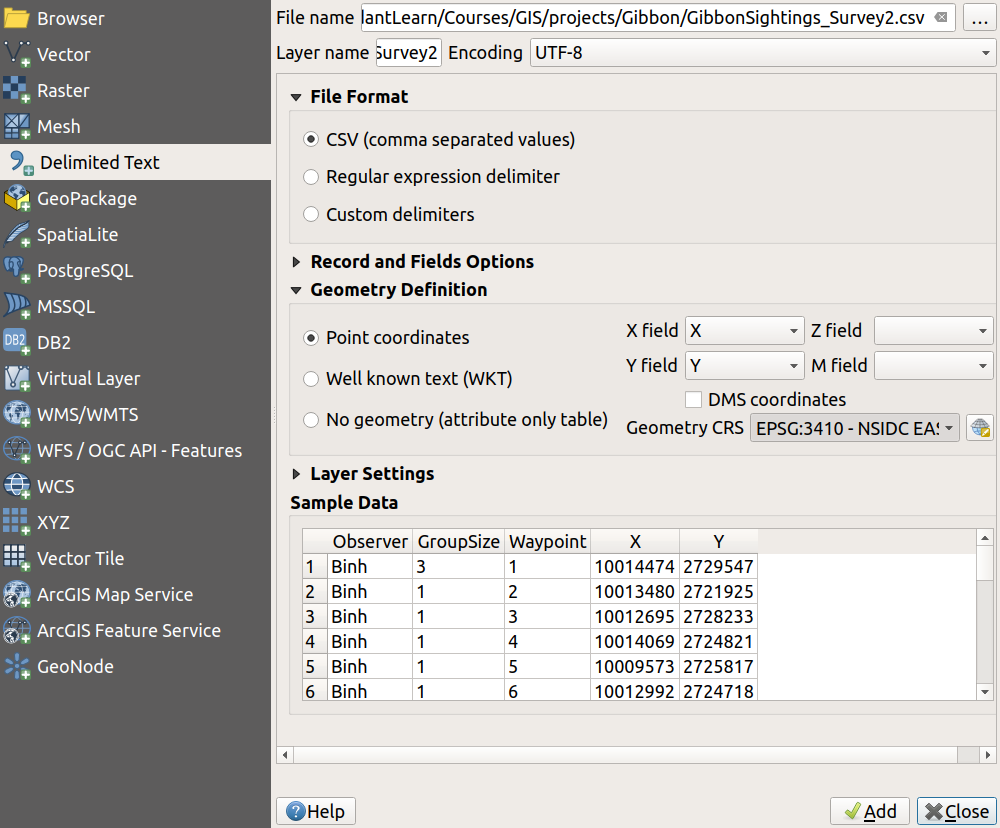 Browser
Vector
Raster
Mesh
Delimited Text
GeoPackage
SpatiaLite
PostgreSQL
MSSQL
DB2 DB2
Virtual Layer
WMS/WMTS
WFS / OGC API - Features
WCS
XYZ
Vector Tile
ArcGIS Map Service
ArcGIS Feature Service
GeoNode
File name lantLearn/Courses/GIS/projects/Gibbon/GibbonSightings_Survey2.csv ...
Layer name Survey2 Encoding UTF-8
File Format
CSV (comma separated values)
Regular expression delimiter
Custom delimiters
Record and Fields Options
Geometry Definition
Point coordinates
Well known text (WKT)
No geometry (attribute only table)
X field X Z field
Y field Y M field
DMS coordinates
Geometry CRS EPSG:3410 - NSIDC EAS
Layer Settings
Sample Data
Observer GroupSize Waypoint X Y
1 Binh 3 1 10014474 2729547
2 Binh 1 2 10013480 2721925
3 Binh 1 3 10012695 2728233
4 Binh 1 4 10014069 2724821
5 Binh 1 5 10009573 2725817
6 Binh 1 6 10012992 2724718
Help Add Close